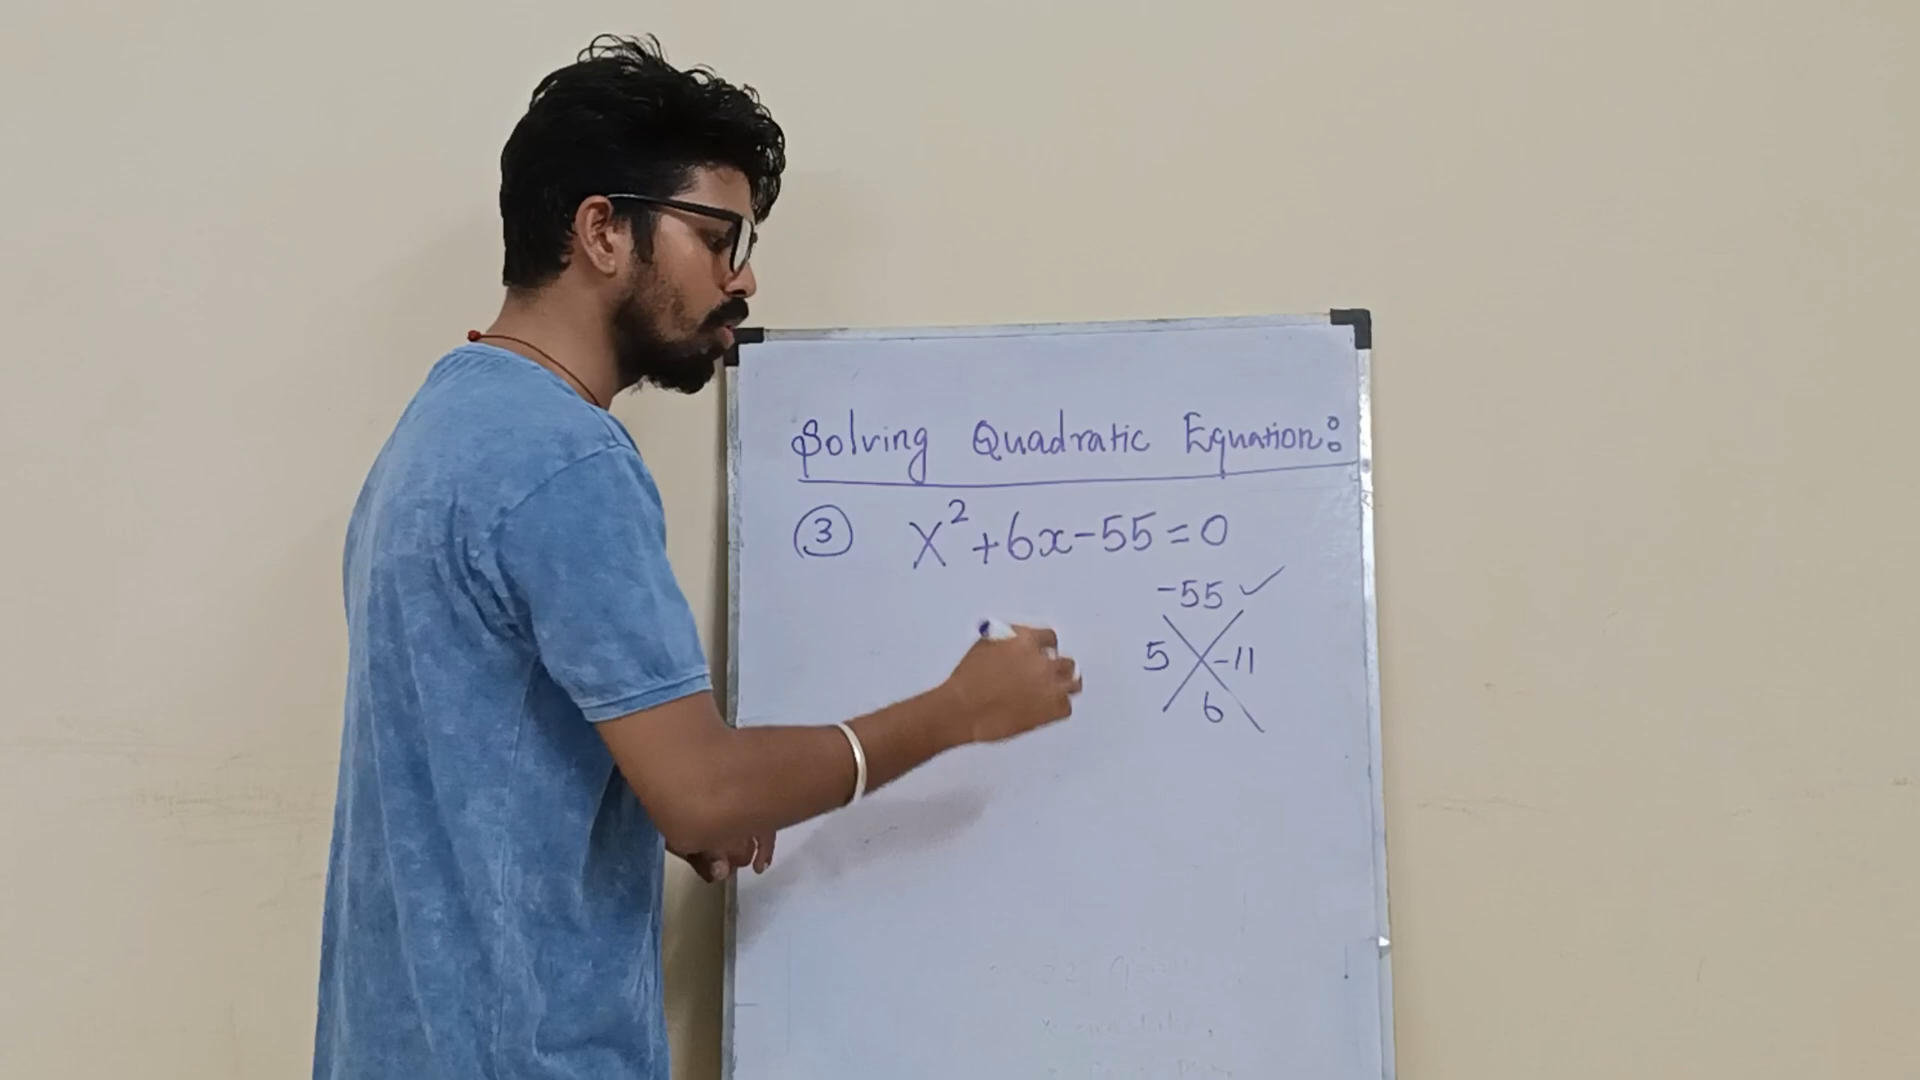 Solving Quadratic Equation:
③ x²+6x-55=0
-55 ✓
5 -11
6